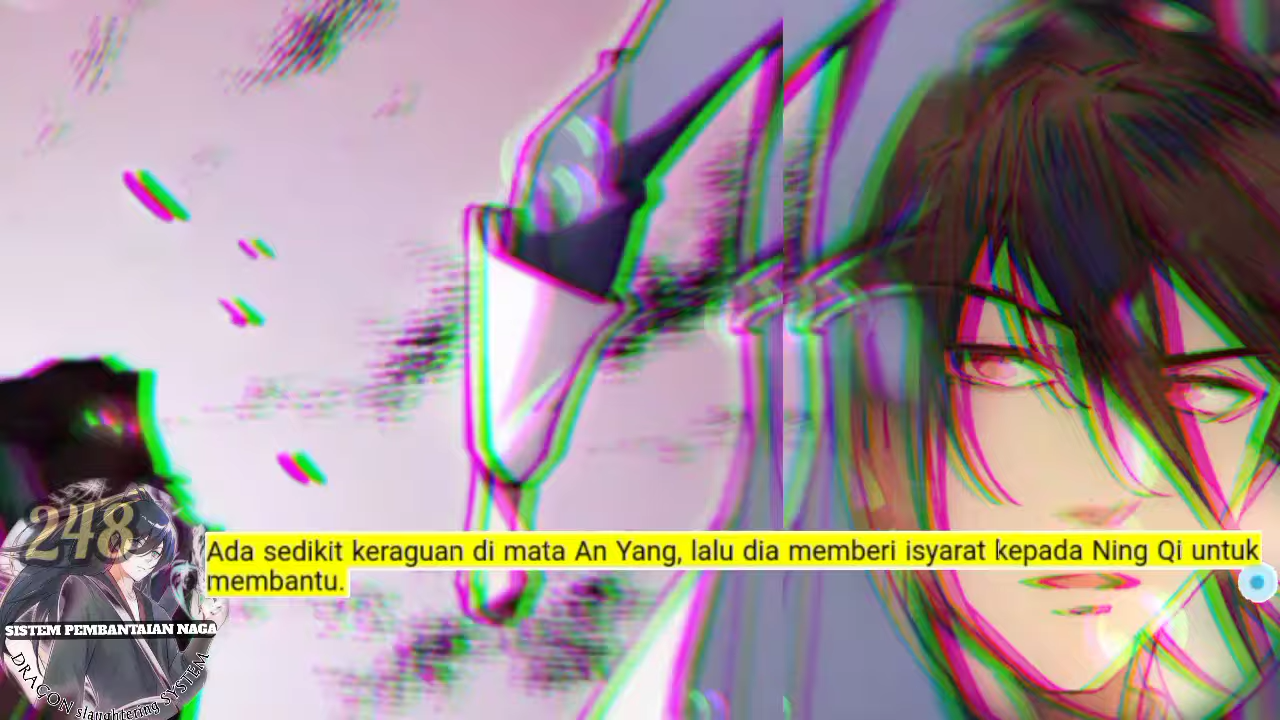 248
Ada sedikit keraguan di mata An Yang, lalu dia memberi isyarat kepada Ning Qi untuk
membantu.
SISTEM PEMBANTAIAN NAGA
DRAGON slaughtering SYSTEM